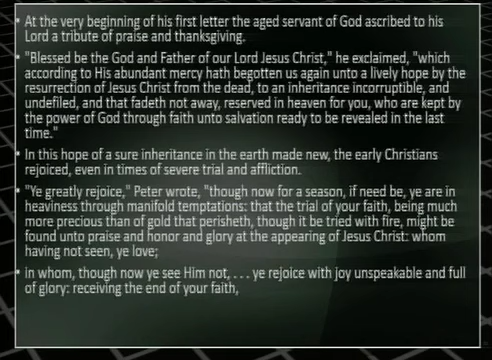 • At the very beginning of his first letter the aged servant of God ascribed to his
Lord a tribute of praise and thanksgiving.
• "Blessed be the God and Father of our Lord Jesus Christ," he exclaimed, "which
according to His abundant mercy hath begotten us again unto a lively hope by the
resurrection of Jesus Christ from the dead, to an inheritance incorruptible, and
undefiled, and that fadeth not away, reserved in heaven for you, who are kept by
the power of God through faith unto salvation ready to be revealed in the last
time."
• In this hope of a sure inheritance in the earth made new, the early Christians
rejoiced, even in times of severe trial and affliction.
• "Ye greatly rejoice," Peter wrote, "though now for a season, if need be, ye are in
heaviness through manifold temptations: that the trial of your faith, being much
more precious than of gold that perisheth, though it be tried with fire, might be
found unto praise and honor and glory at the appearing of Jesus Christ: whom
having not seen, ye love;
• in whom, though now ye see Him not, . . . ye rejoice with joy unspeakable and full
of glory: receiving the end of your faith,